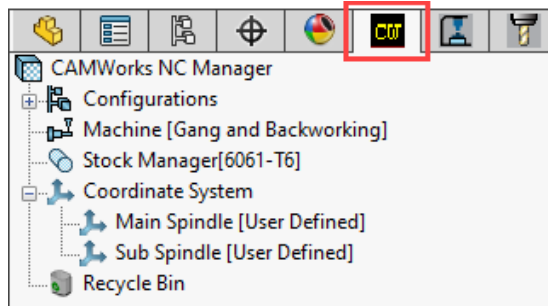 CW
CAMWorks NC Manager
Configurations
Machine [Gang and Backworking]
Stock Manager[6061-T6]
Coordinate System
Main Spindle [User Defined]
Sub Spindle [User Defined]
Recycle Bin